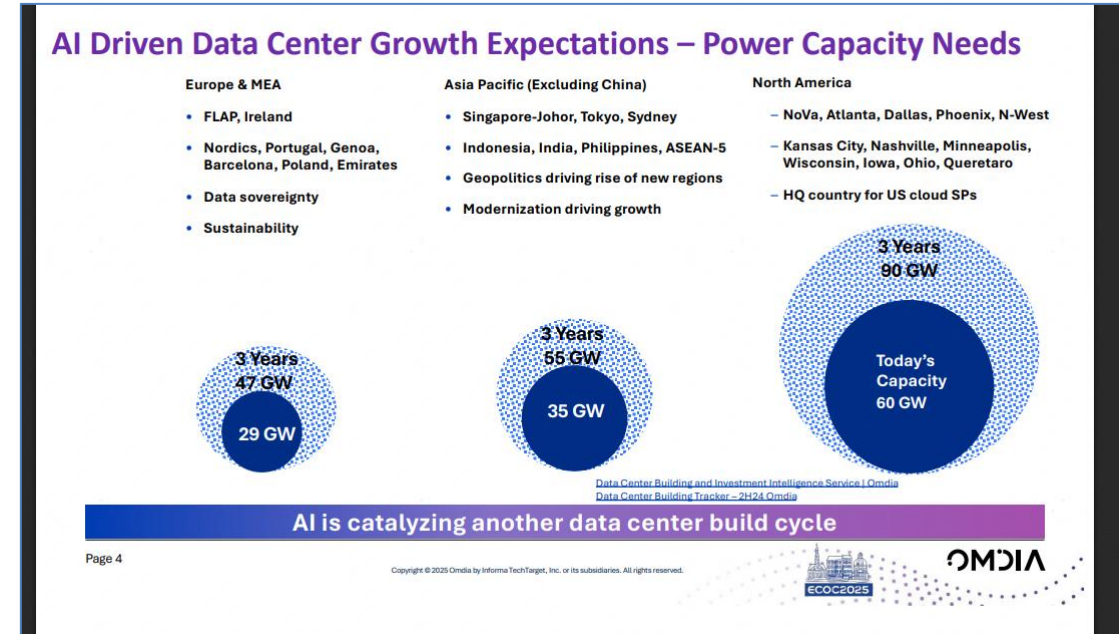 AI Driven Data Center Growth Expectations – Power Capacity Needs
Europe & MEA
• FLAP, Ireland
• Nordics, Portugal, Genoa,
Barcelona, Poland, Emirates
• Data sovereignty
• Sustainability
Asia Pacific (Excluding China)
• Singapore-Johor, Tokyo, Sydney
• Indonesia, India, Philippines, ASEAN-5
• Geopolitics driving rise of new regions
• Modernization driving growth
North America
– NoVa, Atlanta, Dallas, Phoenix, N-West
– Kansas City, Nashville, Minneapolis,
Wisconsin, Iowa, Ohio, Queretaro
– HQ country for US cloud SPs
3 Years
47 GW
29 GW
3 Years
55 GW
35 GW
3 Years
90 GW
Today's
Capacity
60 GW
Data Center Building and Investment Intelligence Service | Omdia
Data Center Building Tracker – 2H24 Omdia
AI is catalyzing another data center build cycle
Page 4
Copyright © 2025 Omdia by Informa TechTarget, Inc. or its subsidiaries. All rights reserved.
ECOC2025
OMDIA